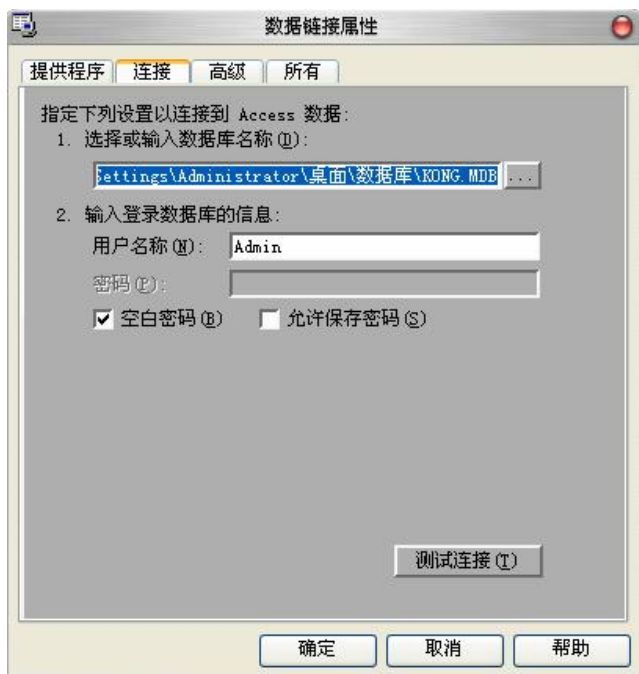 数据链接属性
提供程序 连接 高级 所有
指定下列设置以连接到 Access 数据:
1. 选择或输入数据库名称(D):
Settings\Administrator\桌面\数据库\KONG.MDB ...
2. 输入登录数据库的信息:
用户名称(N): Admin
密码(P):
空白密码(B) 允许保存密码(S)
测试连接(T)
确定 取消 帮助